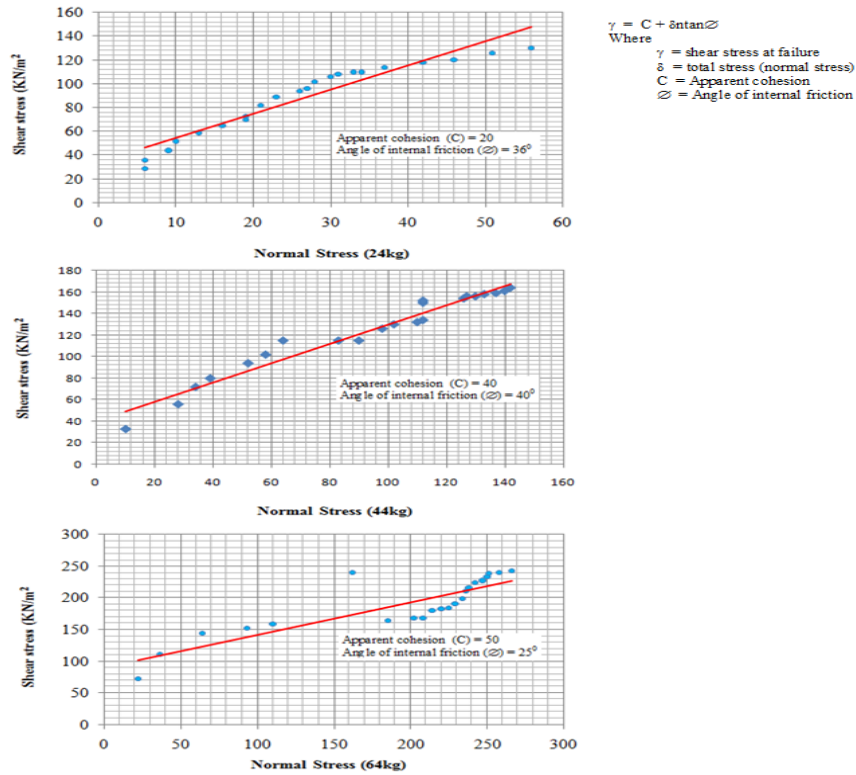 γ = C + δntan∅
Where
γ = shear stress at failure
δ = total stress (normal stress)
C = Apparent cohesion
∅ = Angle of internal friction
Shear stress (KN/m²
160
140
120
100
80
60
40
20
0
Apparent cohesion (C) = 20
Angle of internal friction (∅) = 36⁰
0 10 20 30 40 50 60
Normal Stress (24kg)
Shear stress (KN/m²
180
160
140
120
100
80
60
40
20
0
Apparent cohesion (C) = 40
Angle of internal friction (∅) = 40⁰
0 20 40 60 80 100 120 140 160
Normal Stress (44kg)
Shear stress (KN/m²
300
250
200
150
100
50
0
Apparent cohesion (C) = 50
Angle of internal friction (∅) = 25⁰
0 50 100 150 200 250 300
Normal Stress (64kg)